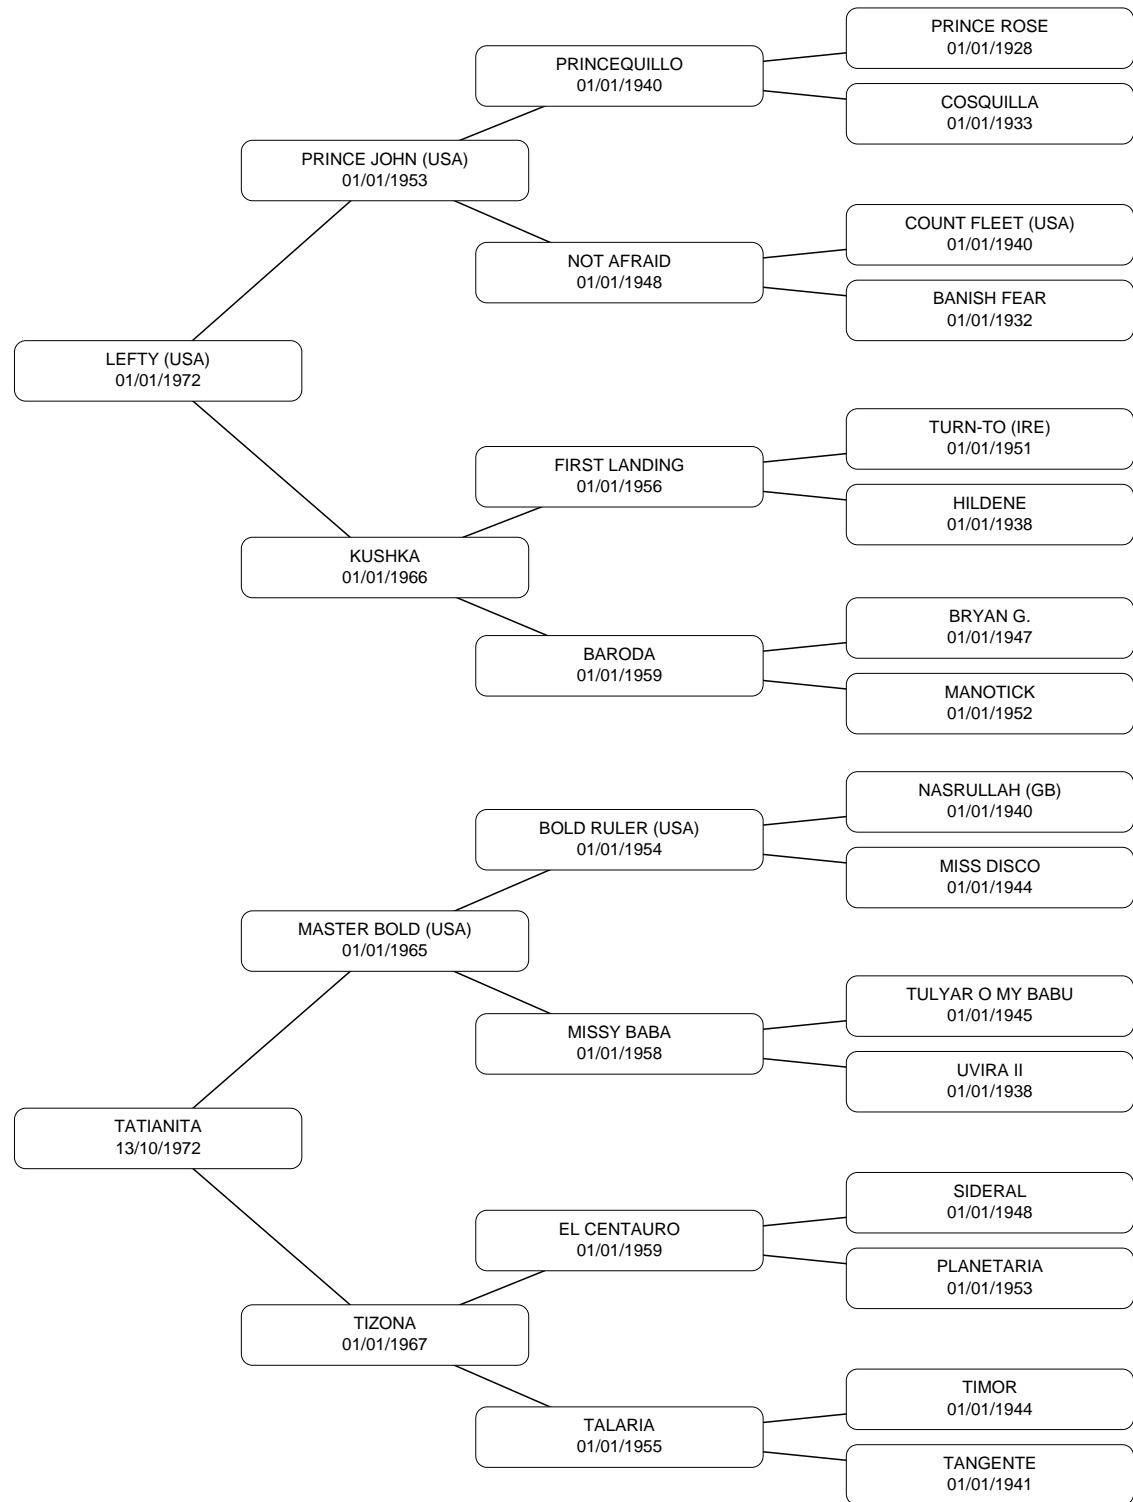 PRINCE ROSE
01/01/1928
PRINCEQUILLO
01/01/1940
COSQUILLA
01/01/1933
PRINCE JOHN (USA)
01/01/1953
COUNT FLEET (USA)
01/01/1940
NOT AFRAID
01/01/1948
BANISH FEAR
01/01/1932
LEFTY (USA)
01/01/1972
TURN-TO (IRE)
01/01/1951
FIRST LANDING
01/01/1956
HILDENE
01/01/1938
KUSHKA
01/01/1966
BRYAN G.
01/01/1947
BARODA
01/01/1959
MANOTICK
01/01/1952
NASRULLAH (GB)
01/01/1940
BOLD RULER (USA)
01/01/1954
MISS DISCO
01/01/1944
MASTER BOLD (USA)
01/01/1965
TULYAR O MY BABU
01/01/1945
MISSY BABA
01/01/1958
UVIRA II
01/01/1938
TATIANITA
13/10/1972
SIDERAL
01/01/1948
EL CENTAURO
01/01/1959
PLANETARIA
01/01/1953
TIZONA
01/01/1967
TIMOR
01/01/1944
TALARIA
01/01/1955
TANGENTE
01/01/1941